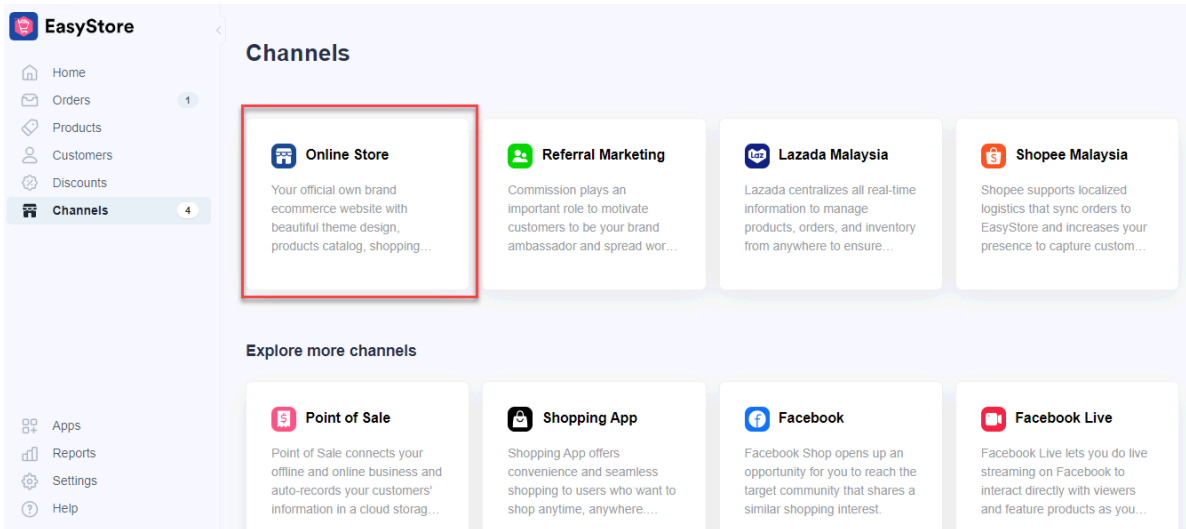 EasyStore
Home
Orders 1
Products
Customers
Discounts
Channels 4
Apps
Reports
Settings
Help
Channels
Online Store
Your official own brand
ecommerce website with
beautiful theme design,
products catalog, shopping...
Referral Marketing
Commission plays an
important role to motivate
customers to be your brand
ambassador and spread wor...
Lazada Malaysia
Laz
Lazada centralizes all real-time
information to manage
products, orders, and inventory
from anywhere to ensure...
Shopee Malaysia
Shopee supports localized
logistics that sync orders to
EasyStore and increases your
presence to capture custom...
Explore more channels
Point of Sale
Point of Sale connects your
offline and online business and
auto-records your customers'
information in a cloud storag...
Shopping App
Shopping App offers
convenience and seamless
shopping to users who want to
shop anytime, anywhere....
Facebook
Facebook Shop opens up an
opportunity for you to reach the
target community that shares a
similar shopping interest.
Facebook Live
Facebook Live lets you do live
streaming on Facebook to
interact directly with viewers
and feature products as you...